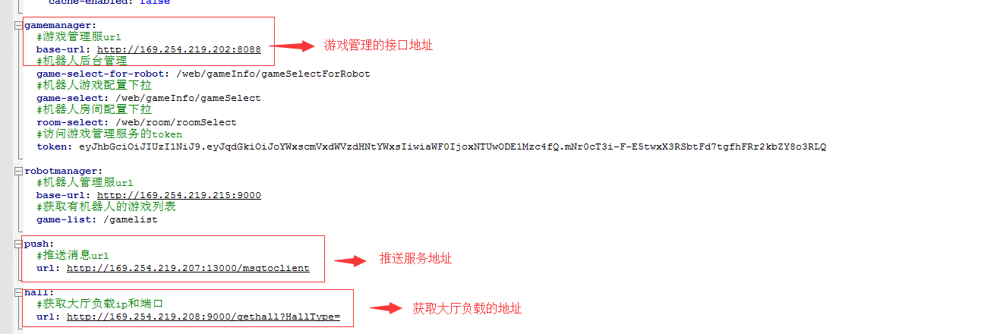 cache-enabled: false
gamemanager:
#游戏管理服url
base-url: http://169.254.219.202:8088
游戏管理的接口地址
#机器人后台管理
game-select-for-robot: /web/gameInfo/gameSelectForRobot
#机器人游戏配置下拉
game-select: /web/gameInfo/gameSelect
#机器人房间配置下拉
room-select: /web/room/roomSelect
#访问游戏管理服务的token
token: eyJhbGciOiJIUzI1NiJ9.eyJqdGkiOiJoYWxscmVxdWVzdHNtYWxsIiwiaWF0IjoxNTUwODE1Mzc4fQ.mNr0cT3i-F-E5twxX3RSbtFd7tgfhFRr2kbZY8o3RLQ
robotmanager:
#机器人管理服url
base-url: http://169.254.219.215:9000
#获取有机器人的游戏列表
game-list: /gamelist
push:
#推送消息url
推送服务地址
url: http://169.254.219.207:13000/msgtoclient
hall:
#获取大厅负载ip和端口
获取大厅负载的地址
url: http://169.254.219.208:9000/gethall?HallType=